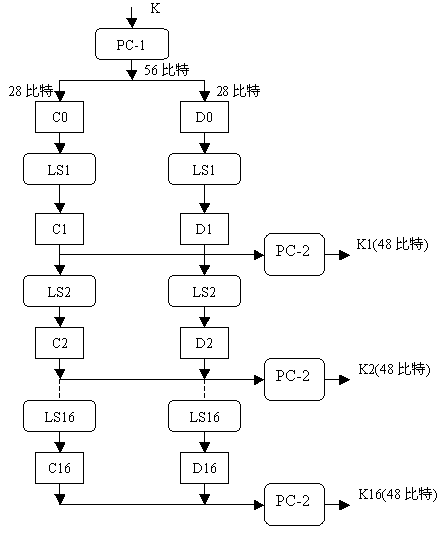 K
PC-1
56 比特
28 比特
28 比特
C0
D0
LS1
LS1
C1
D1
PC-2
K1(48 比特)
LS2
LS2
C2
D2
PC-2
K2(48 比特)
LS16
LS16
C16
D16
PC-2
K16(48 比特)